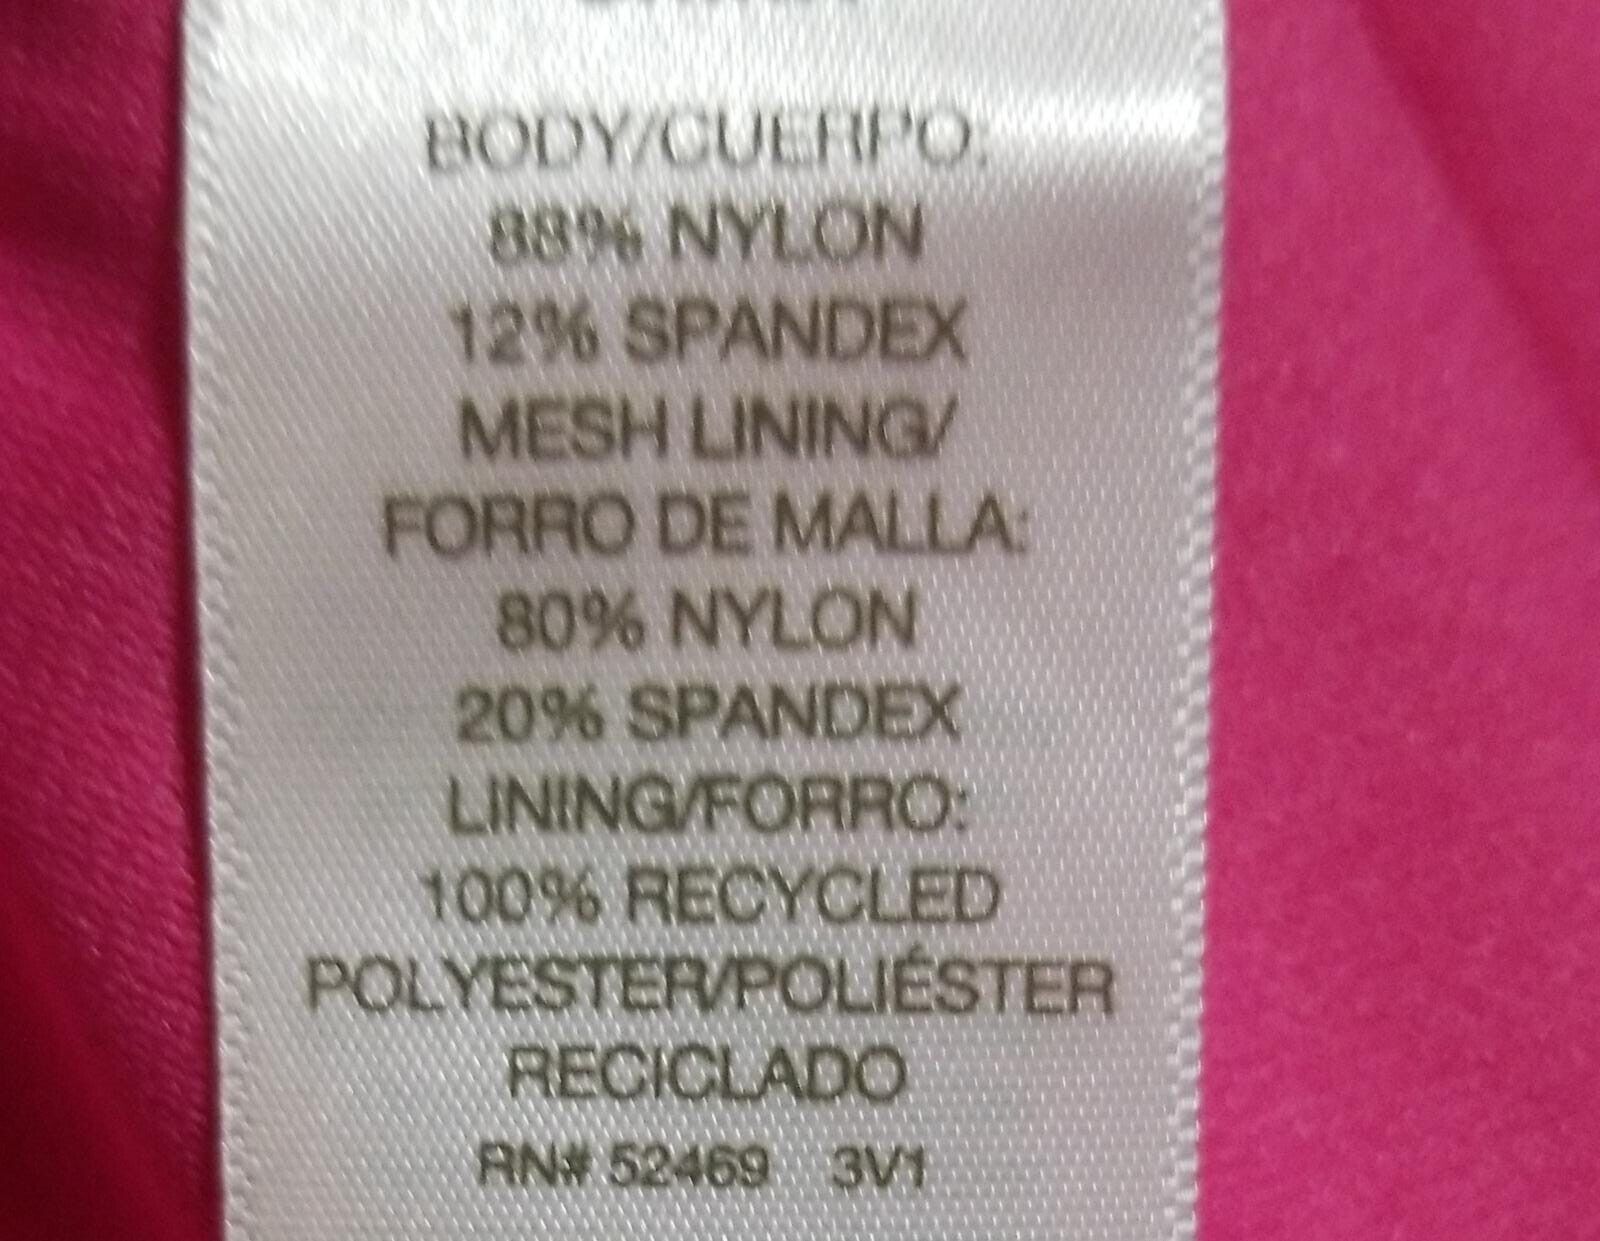 BODY/CUERPO:
88% NYLON
12% SPANDEX
MESH LINING/
FORRO DE MALLA:
80% NYLON
20% SPANDEX
LINING/FORRO:
100% RECYCLED
POLYESTER/POLIÉSTER
RECICLADO
RN# 52469 3V1